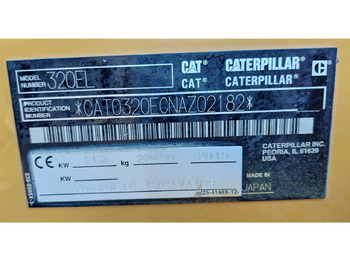 MODEL NUMBER 320EL CAT CATERPILLAR
CAT CATERPILLAR
PRODUCT IDENTIFICATION NUMBER *CAT0320ECNAZ02182*
CATERPILLAR INC.
PEORIA, IL 61629
USA
CE KW 112 kg
KW
JAPAN